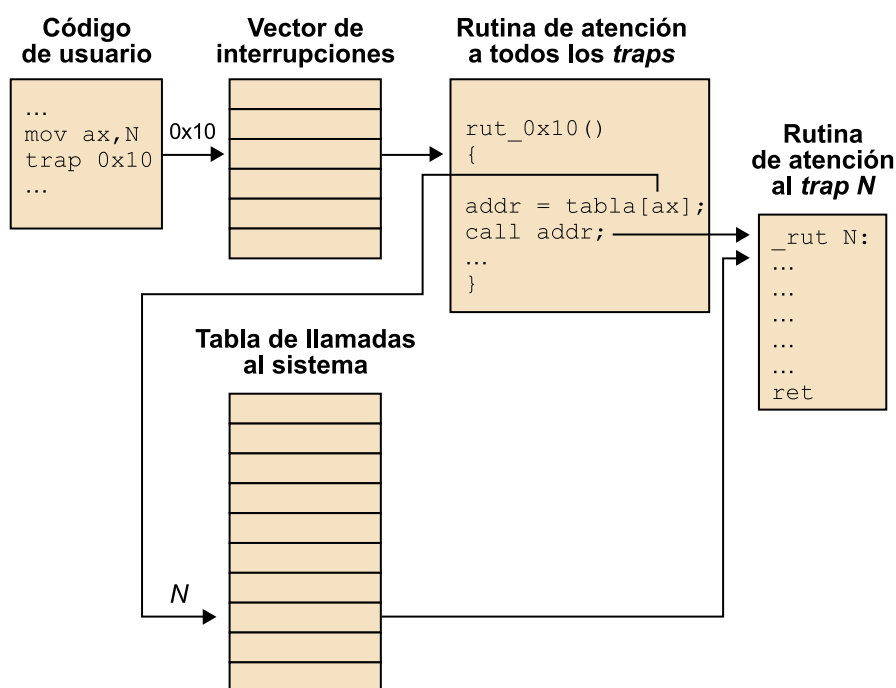 Código
de usuario
Vector de
interrupciones
Rutina de atención
a todos los traps
...
mov ax,N
trap 0x10
...
0x10
rut_0x10()
{
addr = tabla[ax];
call addr;
...
}
Rutina
de atención
al trap N
_rut N:
...
...
...
...
...
ret
Tabla de llamadas
al sistema
N